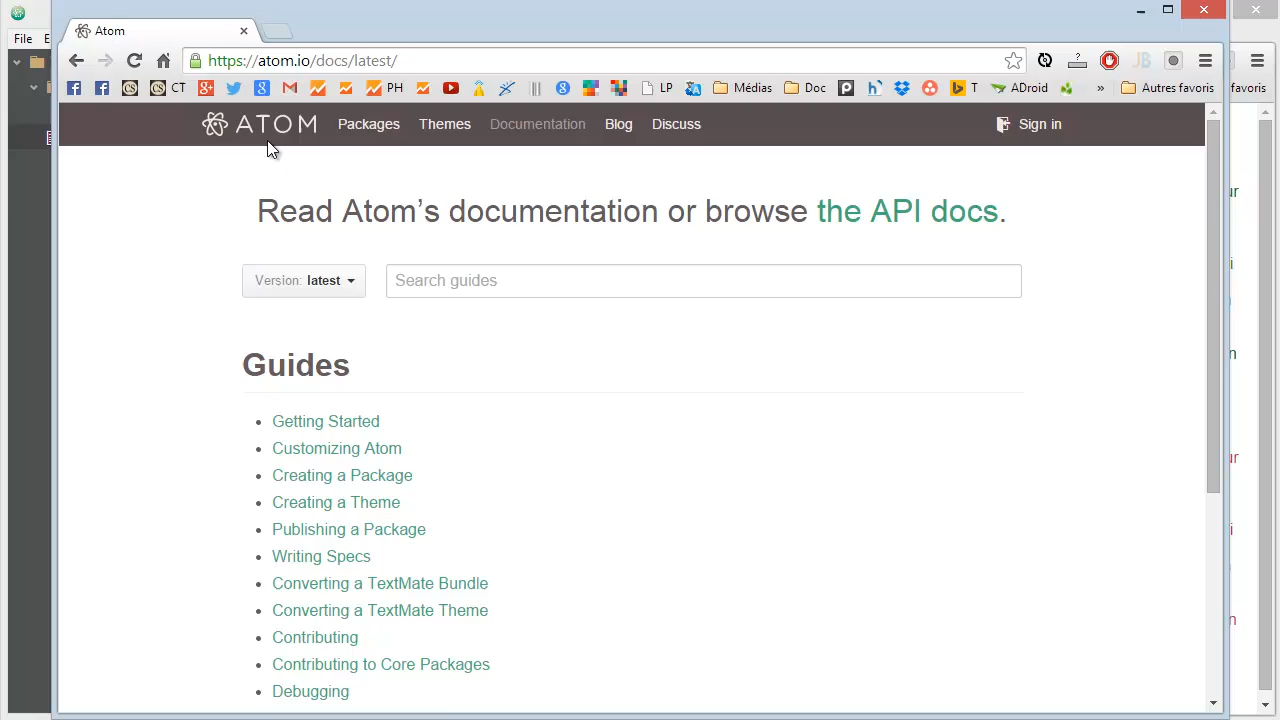 File E
Atom
https://atom.io/docs/latest/
CT PH LP Médias Doc T ADroid » Autres favoris
favoris
ATOM Packages Themes Documentation Blog Discuss Sign in
Read Atom's documentation or browse the API docs.
Version: latest
Search guides
Guides
Getting Started
Customizing Atom
Creating a Package
Creating a Theme
Publishing a Package
Writing Specs
Converting a TextMate Bundle
Converting a TextMate Theme
Contributing
Contributing to Core Packages
Debugging